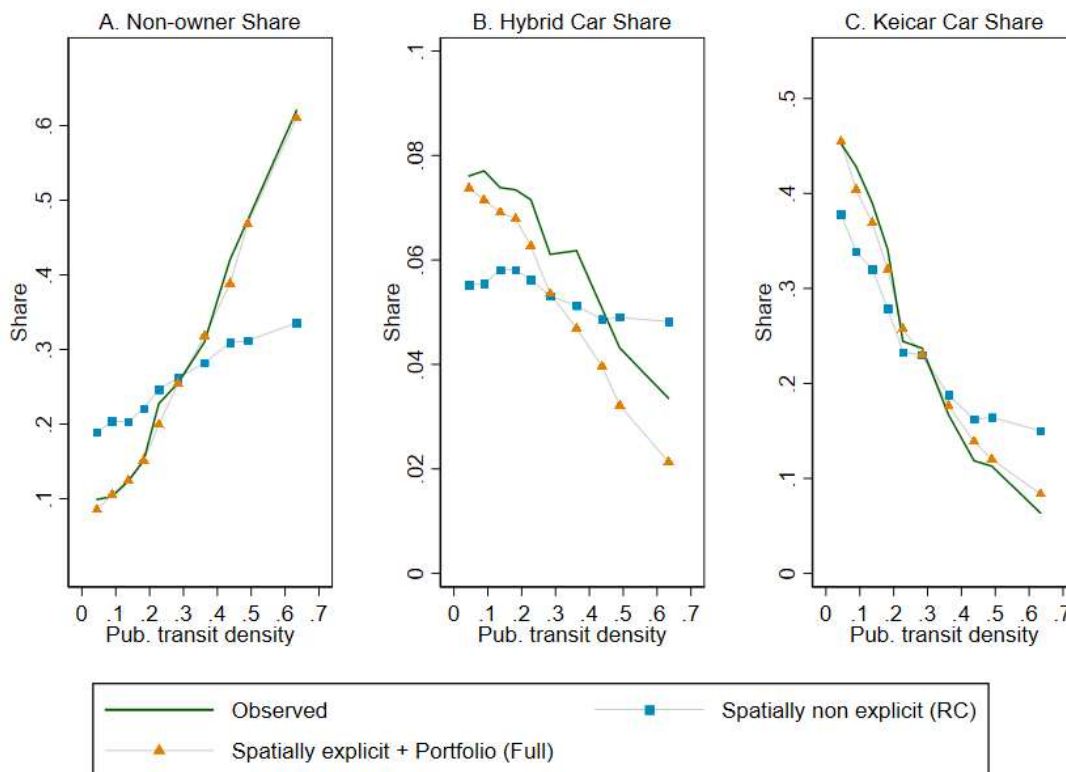 A. Non-owner Share
B. Hybrid Car Share
C. Keicar Car Share
Share
.6
.5
.4
.3
.2
.1
0 .1 .2 .3 .4 .5 .6 .7
Pub. transit density
Share
.1
.08
.06
.04
.02
0
0 .1 .2 .3 .4 .5 .6 .7
Pub. transit density
Share
.5
.4
.3
.2
.1
0
0 .1 .2 .3 .4 .5 .6 .7
Pub. transit density
Observed
Spatially non explicit (RC)
Spatially explicit + Portfolio (Full)